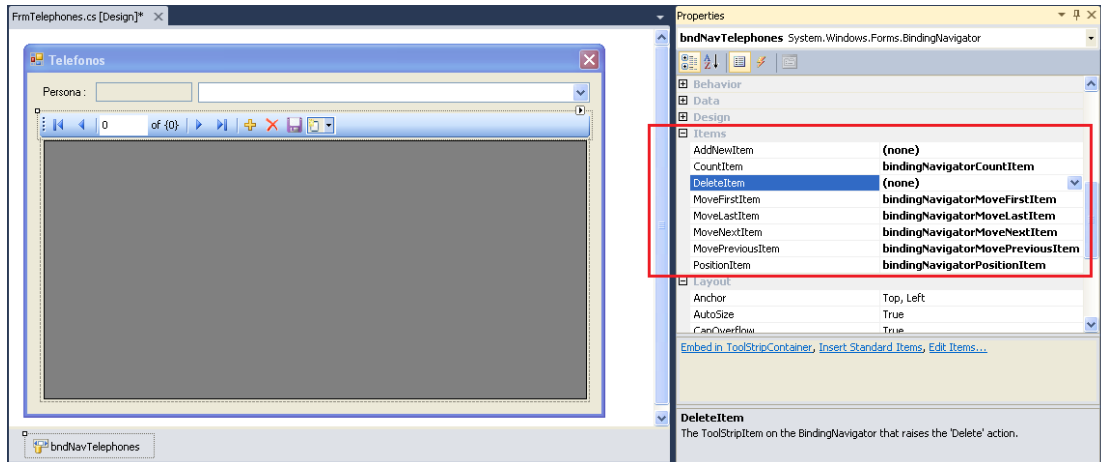 FrmTelephones.cs [Design]*
Telefonos
Persona :
0 of {0}
bndNavTelephones
Properties
bndNavTelephones System.Windows.Forms.BindingNavigator
Behavior
Data
Design
Items
AddNewItem (none)
CountItem bindingNavigatorCountItem
DeleteItem (none)
MoveFirstItem bindingNavigatorMoveFirstItem
MoveLastItem bindingNavigatorMoveLastItem
MoveNextItem bindingNavigatorMoveNextItem
MovePreviousItem bindingNavigatorMovePreviousItem
PositionItem bindingNavigatorPositionItem
Layout
Anchor Top, Left
AutoSize True
CanOverflow True
Embed in ToolStripContainer, Insert Standard Items, Edit Items...
DeleteItem
The ToolStripItem on the BindingNavigator that raises the 'Delete' action.